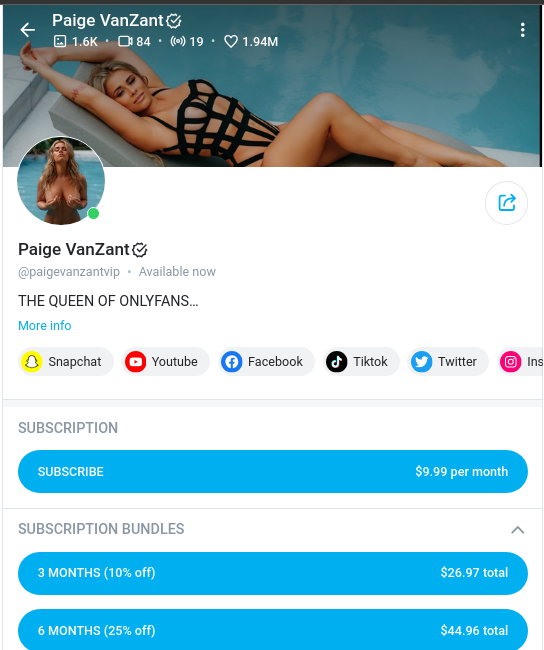 Paige VanZant
1.6K • 84 • 19 • 1.94M
Paige VanZant
@paigevanzantvip • Available now
THE QUEEN OF ONLYFANS…
More info
Snapchat Youtube Facebook Tiktok Twitter Ins
SUBSCRIPTION
SUBSCRIBE $9.99 per month
SUBSCRIPTION BUNDLES
3 MONTHS (10% off) $26.97 total
6 MONTHS (25% off) $44.96 total